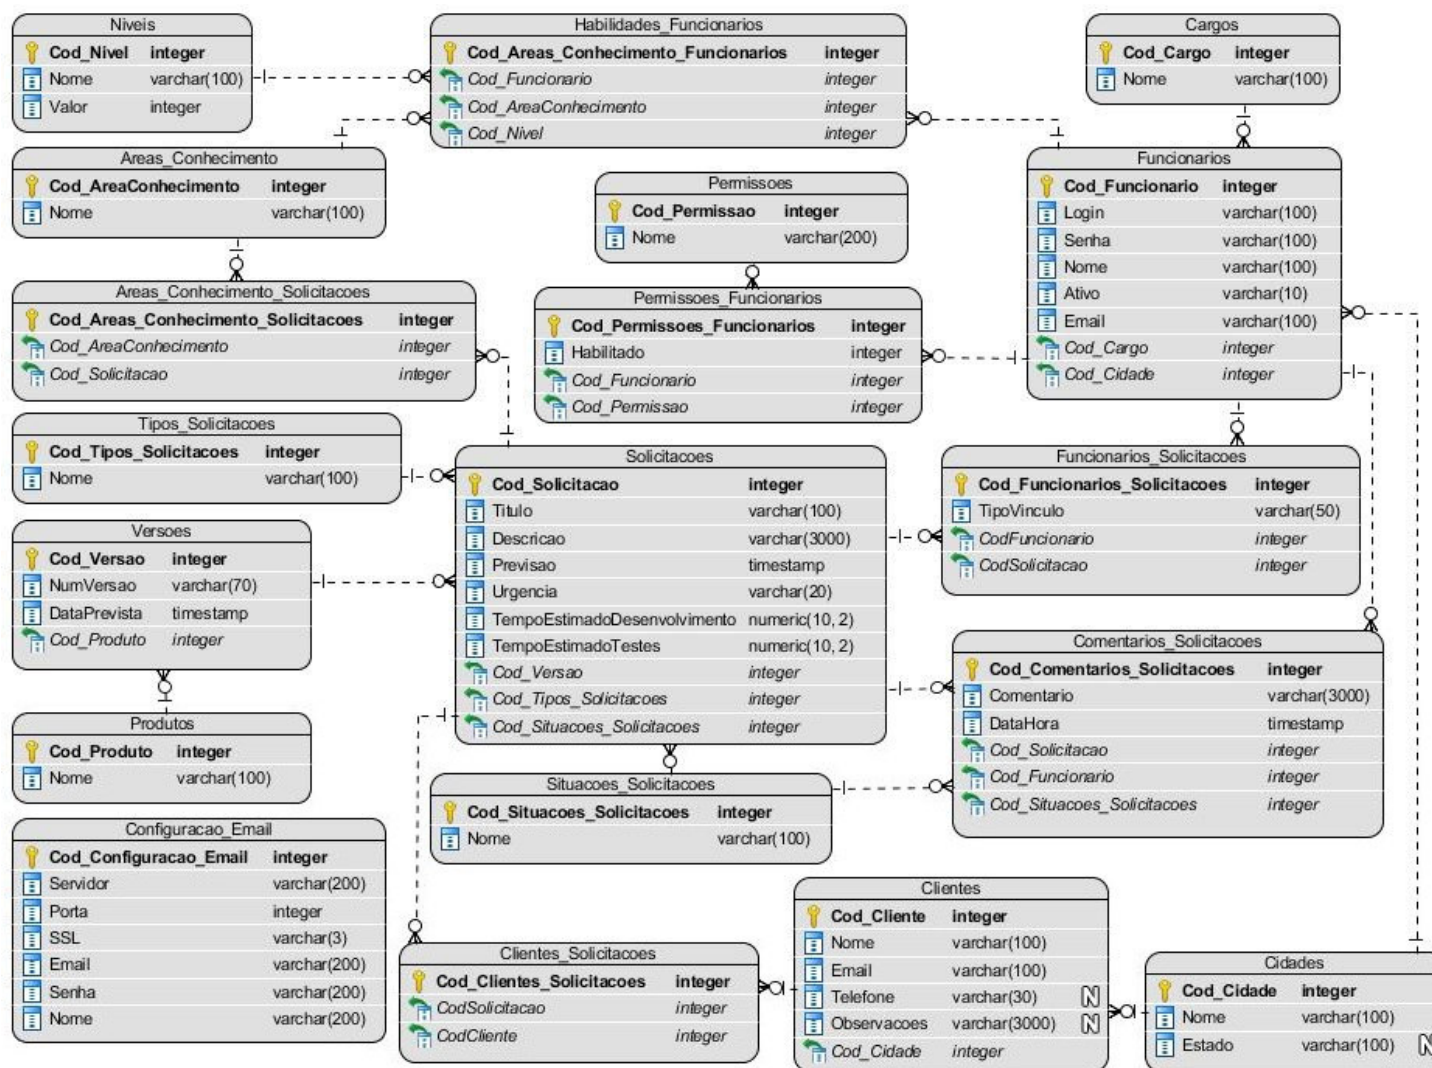 Niveis
Cod_Nivel integer
Nome varchar(100)
Valor integer
Habilidades_Funcionarios
Cod_Areas_Conhecimento_Funcionarios integer
Cod_Funcionario integer
Cod_AreaConhecimento integer
Cod_Nivel integer
Cargos
Cod_Cargo integer
Nome varchar(100)
Areas_Conhecimento
Cod_AreaConhecimento integer
Nome varchar(100)
Permissoes
Cod_Permissao integer
Nome varchar(200)
Funcionarios
Cod_Funcionario integer
Login varchar(100)
Senha varchar(100)
Nome varchar(100)
Ativo varchar(10)
Email varchar(100)
Cod_Cargo integer
Cod_Cidade integer
Areas_Conhecimento_Solicitacoes
Cod_Areas_Conhecimento_Solicitacoes integer
Cod_AreaConhecimento integer
Cod_Solicitacao integer
Permissoes_Funcionarios
Cod_Permissoes_Funcionarios integer
Habilitado integer
Cod_Funcionario integer
Cod_Permissao integer
Tipos_Solicitacoes
Cod_Tipos_Solicitacoes integer
Nome varchar(100)
Solicitacoes
Cod_Solicitacao integer
Titulo varchar(100)
Descricao varchar(3000)
Previsao timestamp
Urgencia varchar(20)
TempoEstimadoDesenvolvimento numeric(10, 2)
TempoEstimadoTestes numeric(10, 2)
Cod_Versao integer
Cod_Tipos_Solicitacoes integer
Cod_Situacoes_Solicitacoes integer
Funcionarios_Solicitacoes
Cod_Funcionarios_Solicitacoes integer
TipoVinculo varchar(50)
CodFuncionario integer
CodSolicitacao integer
Versoes
Cod_Versao integer
NumVersao varchar(70)
DataPrevista timestamp
Cod_Produto integer
Comentarios_Solicitacoes
Cod_Comentarios_Solicitacoes integer
Comentario varchar(3000)
DataHora timestamp
Cod_Solicitacao integer
Cod_Funcionario integer
Cod_Situacoes_Solicitacoes integer
Produtos
Cod_Produto integer
Nome varchar(100)
Situacoes_Solicitacoes
Cod_Situacoes_Solicitacoes integer
Nome varchar(100)
Configuracao_Email
Cod_Configuracao_Email integer
Servidor varchar(200)
Porta integer
SSL varchar(3)
Email varchar(200)
Senha varchar(200)
Nome varchar(200)
Clientes_Solicitacoes
Cod_Clientes_Solicitacoes integer
CodSolicitacao integer
CodCliente integer
Clientes
Cod_Cliente integer
Nome varchar(100)
Email varchar(100)
Telefone varchar(30) N
Observacoes varchar(3000) N
Cod_Cidade integer
Cidades
Cod_Cidade integer
Nome varchar(100)
Estado varchar(100) N